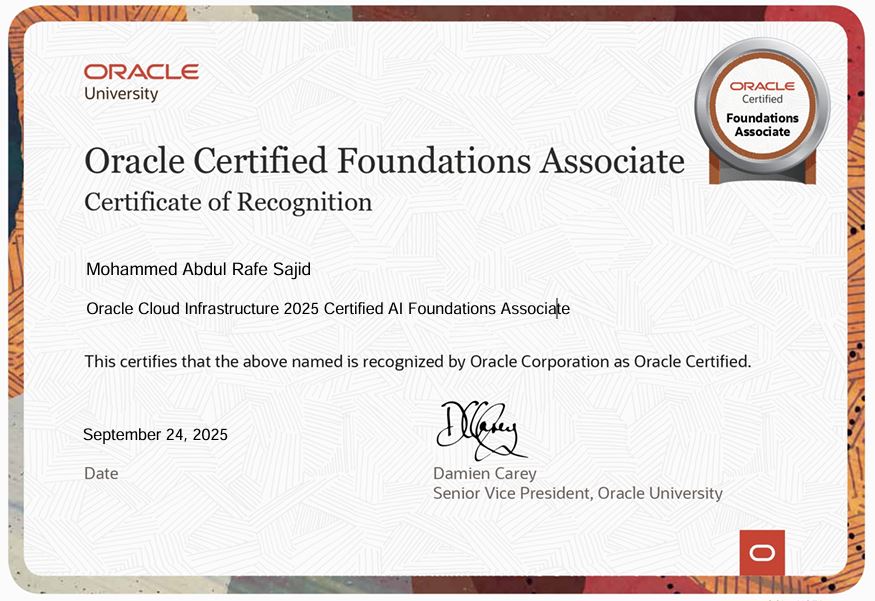 ORACLE
University
ORACLE
Certified
Foundations
Associate
Oracle Certified Foundations Associate
Certificate of Recognition
Mohammed Abdul Rafe Sajid
Oracle Cloud Infrastructure 2025 Certified AI Foundations Associate
This certifies that the above named is recognized by Oracle Corporation as Oracle Certified.
September 24, 2025
Date
DCarey
Damien Carey
Senior Vice President, Oracle University